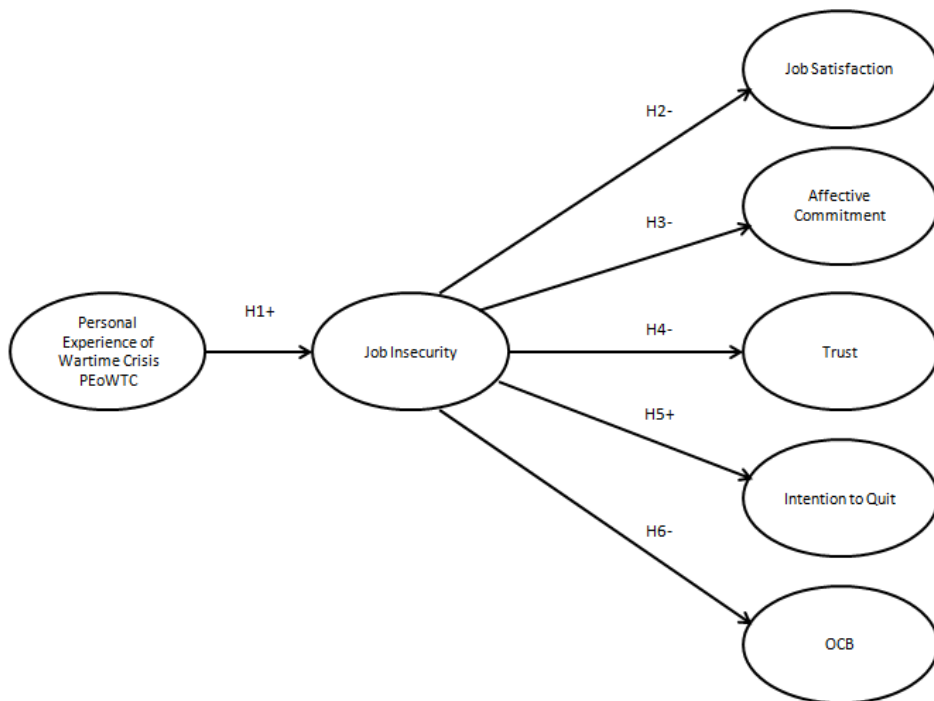 Job Satisfaction
H2-
Affective
Commitment
H3-
Personal
Experience of
Wartime Crisis
PEoWTC
H1+
Job Insecurity
H4-
Trust
H5+
Intention to Quit
H6-
OCB